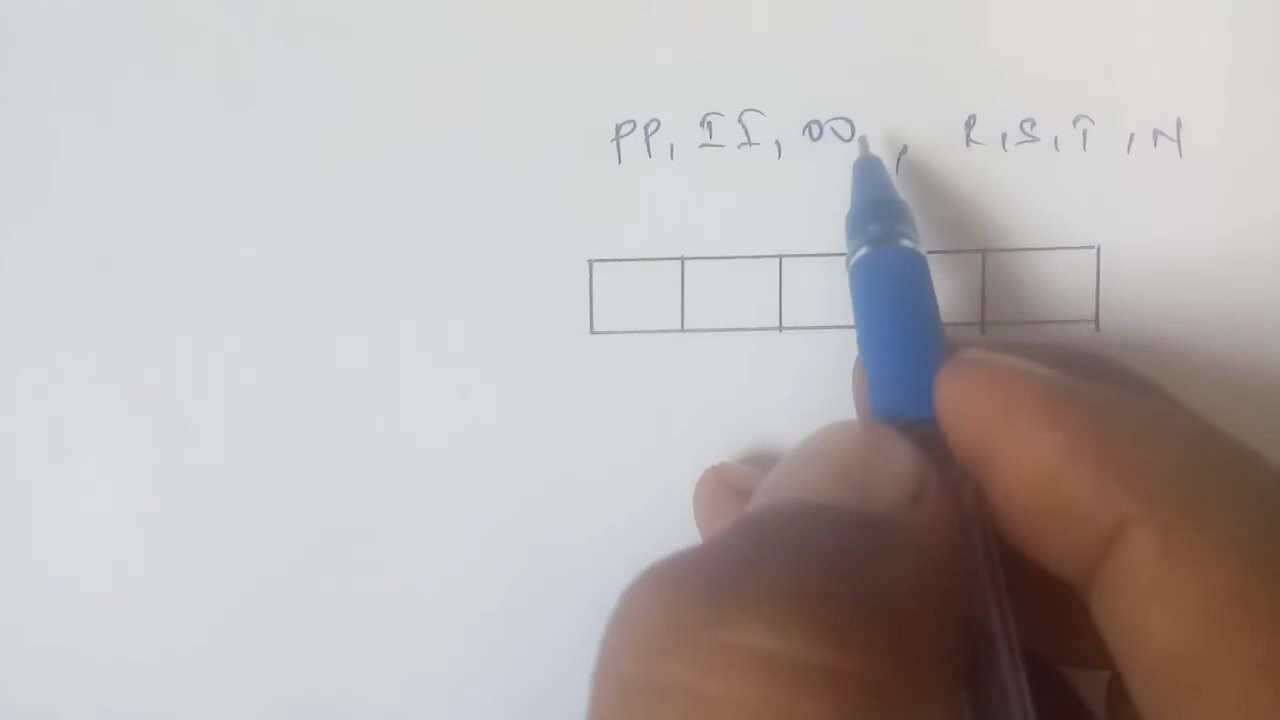 PP, II, OO, R, S, T, N